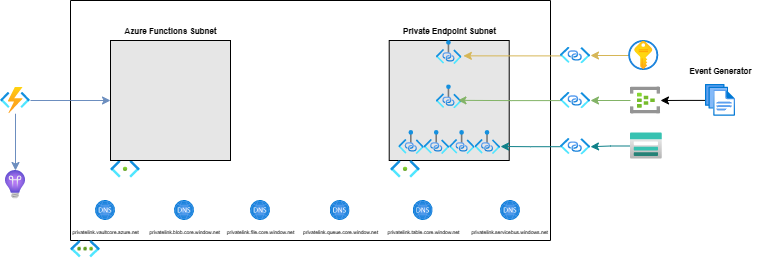 Azure Functions Subnet
Private Endpoint Subnet
Event Generator
DNS
DNS
DNS
DNS
DNS
DNS
privatelink.vaultcore.azure.net
privatelink.blob.core.window.net
privatelink.file.core.window.net
privatelink.queue.core.window.net
privatelink.table.core.window.net
privatelink.servicebus.window.net